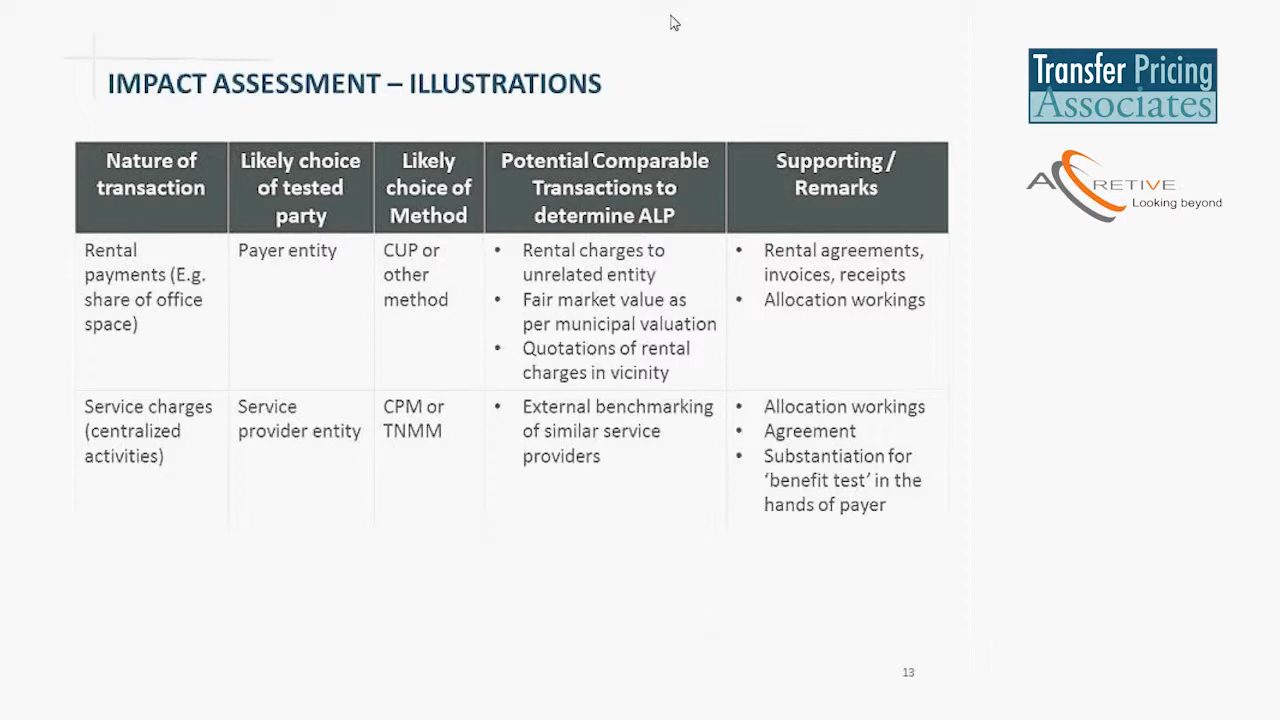 IMPACT ASSESSMENT – ILLUSTRATIONS
Transfer Pricing
Associates
ACCRETIVE
Looking beyond
Nature of
transaction
Likely choice
of tested
party
Likely
choice of
Method
Potential Comparable
Transactions to
determine ALP
Supporting /
Remarks
Rental
payments (E.g.
share of office
space)
Payer entity
CUP or
other
method
• Rental charges to
unrelated entity
• Fair market value as
per municipal valuation
• Quotations of rental
charges in vicinity
• Rental agreements,
invoices, receipts
• Allocation workings
Service charges
(centralized
activities)
Service
provider entity
CPM or
TNMM
• External benchmarking
of similar service
providers
• Allocation workings
• Agreement
• Substantiation for
‘benefit test’ in the
hands of payer
13